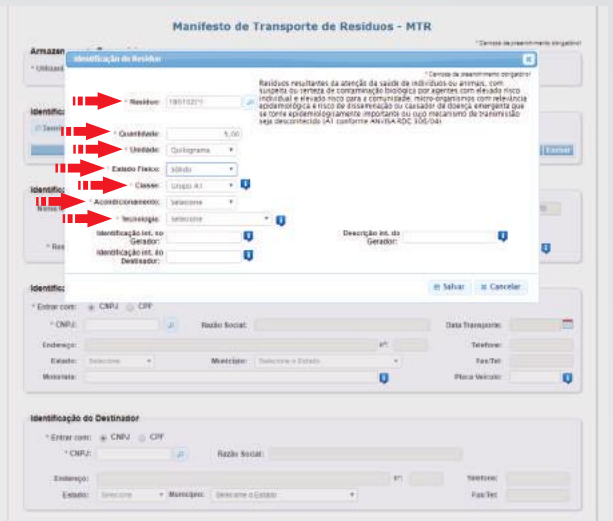 Manifesto de Transporte de Resíduos - MTR
* Campos de preenchimento obrigatório!
Armazen
Identificação do Resíduo
* Campos de preenchimento obrigatório!
* Resíduo: 180102(*)
Resíduos resultantes da atenção da saúde de indivíduos ou animais, com
suspeita ou certeza de contaminação biológica por agentes com elevado risco
individual e elevado risco para a comunidade, micro-organismos com relevância
epidemiológica e risco de disseminação ou causador de doença emergente que
se torne epidemiologicamente importante ou cujo mecanismo de transmissão
seja desconhecido (A1 conforme ANVISA RDC 306/04)
* Quantidade: 5,00
* Unidade: Quilograma
* Estado Físico: Sólido
* Classe: Grupo A1
* Acondicionamento: Selecione
* Tecnologia: Selecione
Identificação int. no
Gerador:
Descrição int. do
Gerador:
Identificação int. do
Destinador:
Salvar Cancelar
Identific
Excluir
* Entrar com: CNPJ CPF
* CNPJ: Razão Social: Data Transporte:
Endereço: nº: Telefone:
Estado: Selecione Município: Selecione o Estado Fax/Tel:
Motorista: Placa Veículo:
Identificação do Destinador
* Entrar com: CNPJ CPF
* CNPJ: Razão Social:
Endereço: nº: Telefone:
Estado: Selecione * Município: Selecione o Estado Fax/Tel: